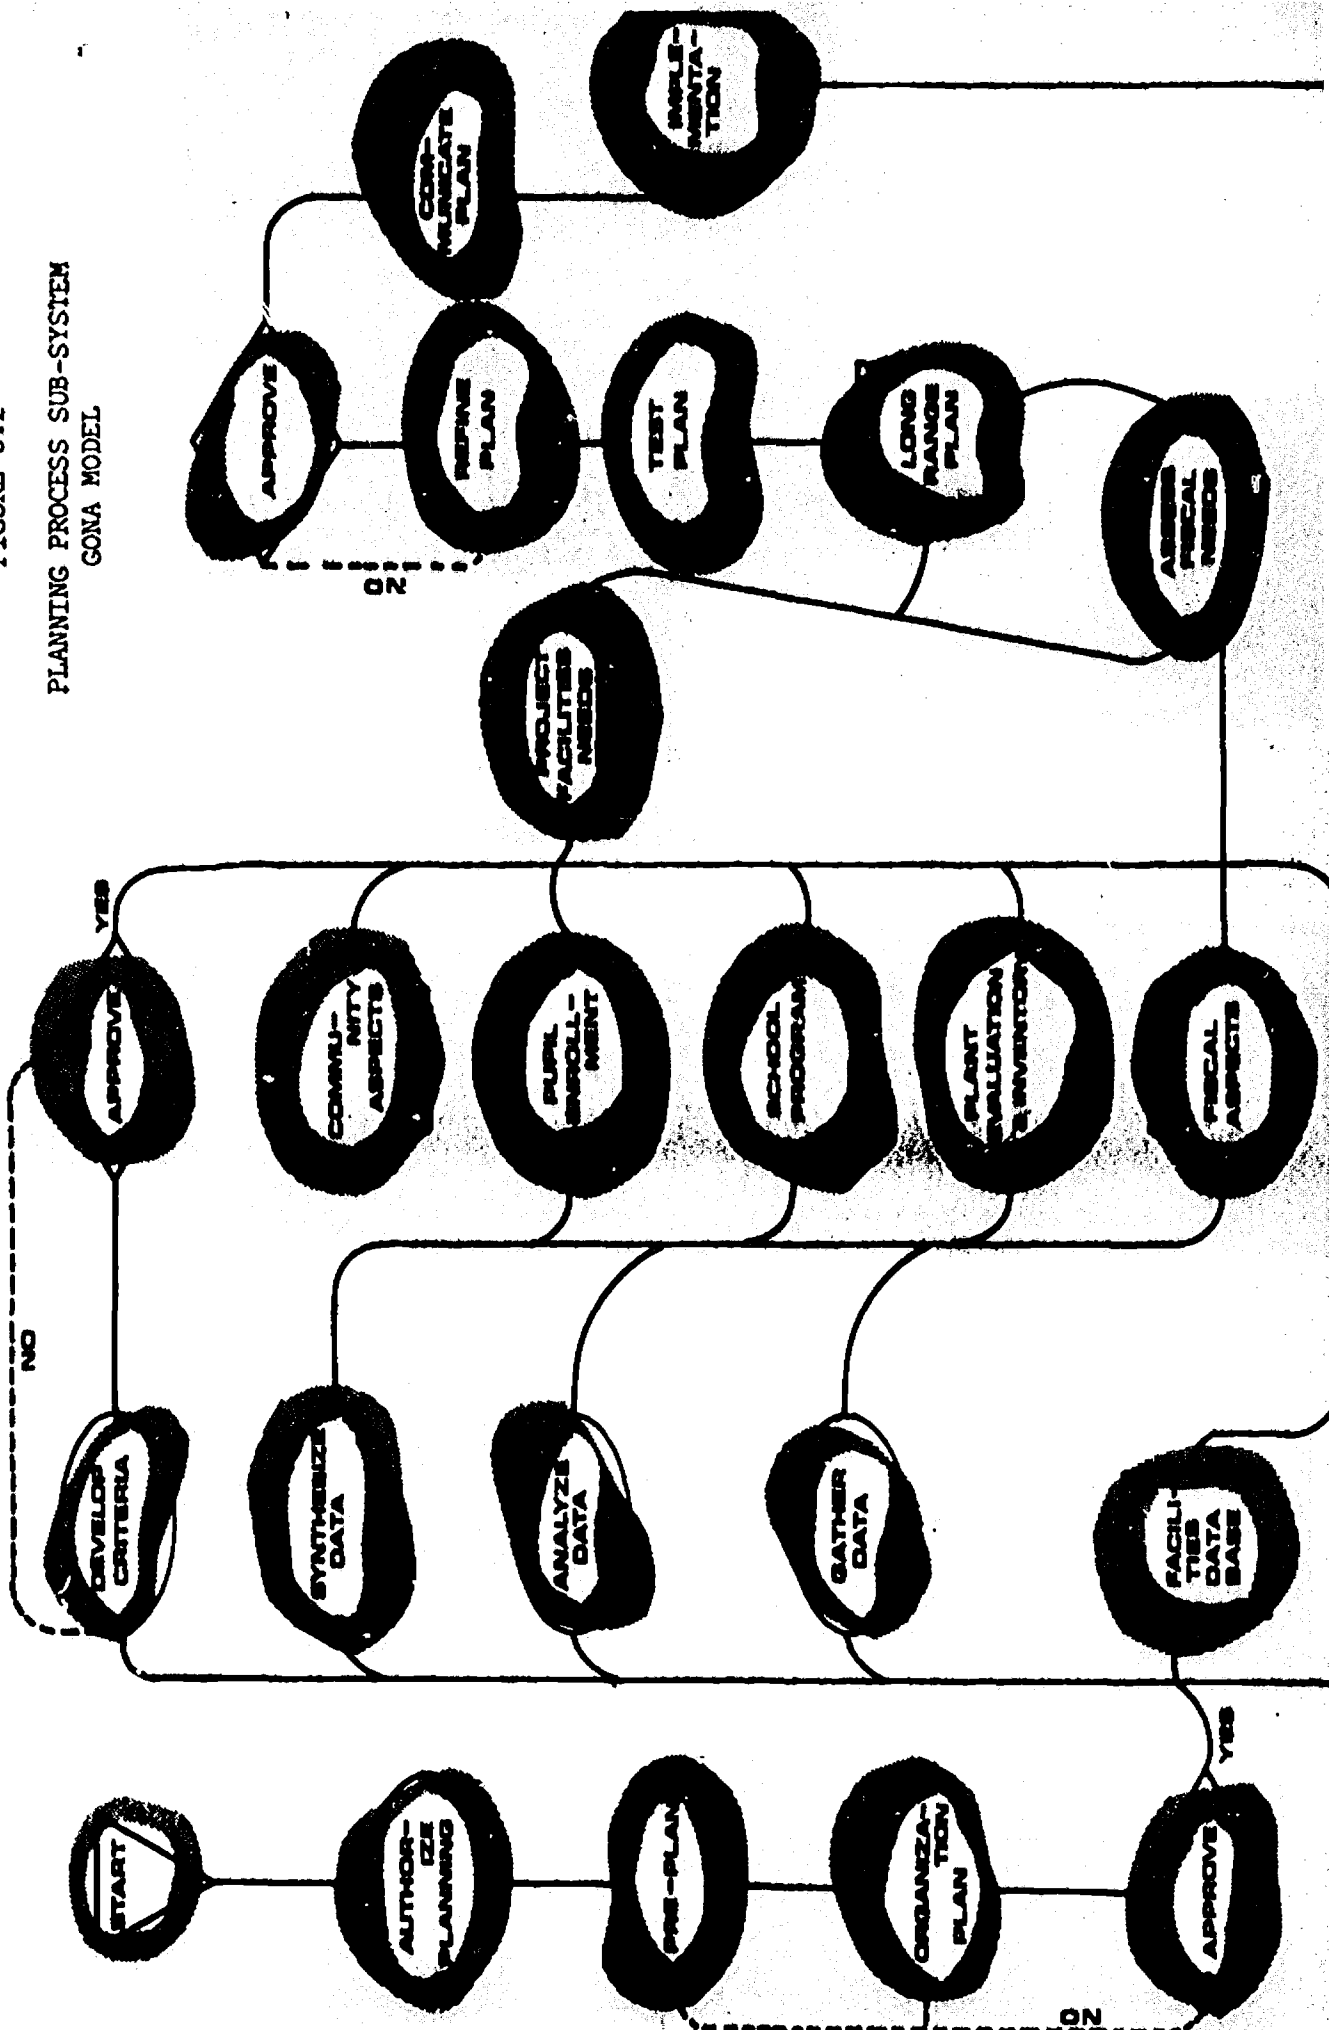 PLANNING PROCESS SUB-SYSTEM
GONA MODEL
START
AUTHOR-
IZE
PLANNING
PRE-PLAN
ORGANIZA-
TION
PLAN
APPROVE
NO
YES
DEVELOP
CRITERIA
SYNTHESIZE
DATA
ANALYZE
DATA
GATHER
DATA
FACILI-
TIES
DATA
BASE
NO
APPROVE
YES
COMMU-
NITY
ASPECTS
PUPIL
ENROLL-
MENT
SCHOOL
PROGRAM
PLANT
EVALUATION
& INVENTORY
FISCAL
ASPECTS
PROJECT
FACILITIES
NEEDS
APPROVE
NO
REFINE
PLAN
TEST
PLAN
LONG
RANGE
PLAN
ASSESS
FISCAL
NEEDS
COM-
MUNICATE
PLAN
IMPLE-
MENTA-
TION